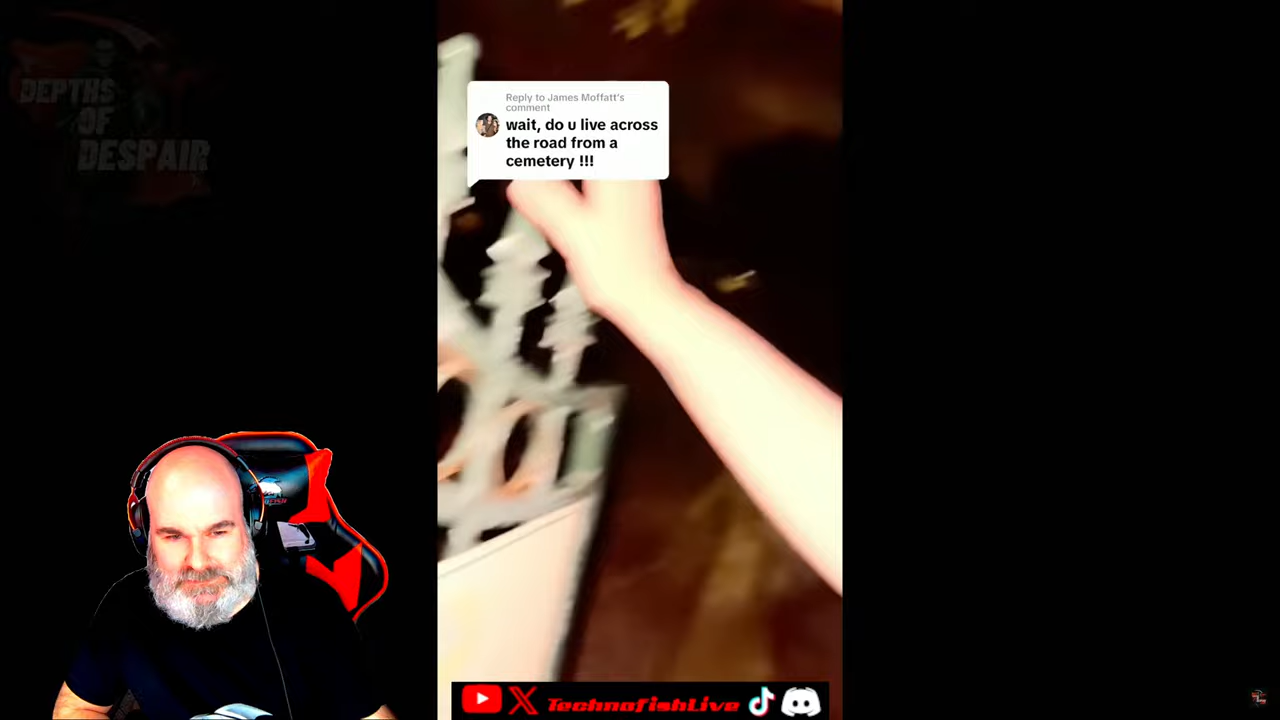 DEPTHS
OF
DESPAIR
Reply to James Moffatt's
comment
wait, do u live across
the road from a
cemetery !!!
TechnofishLive